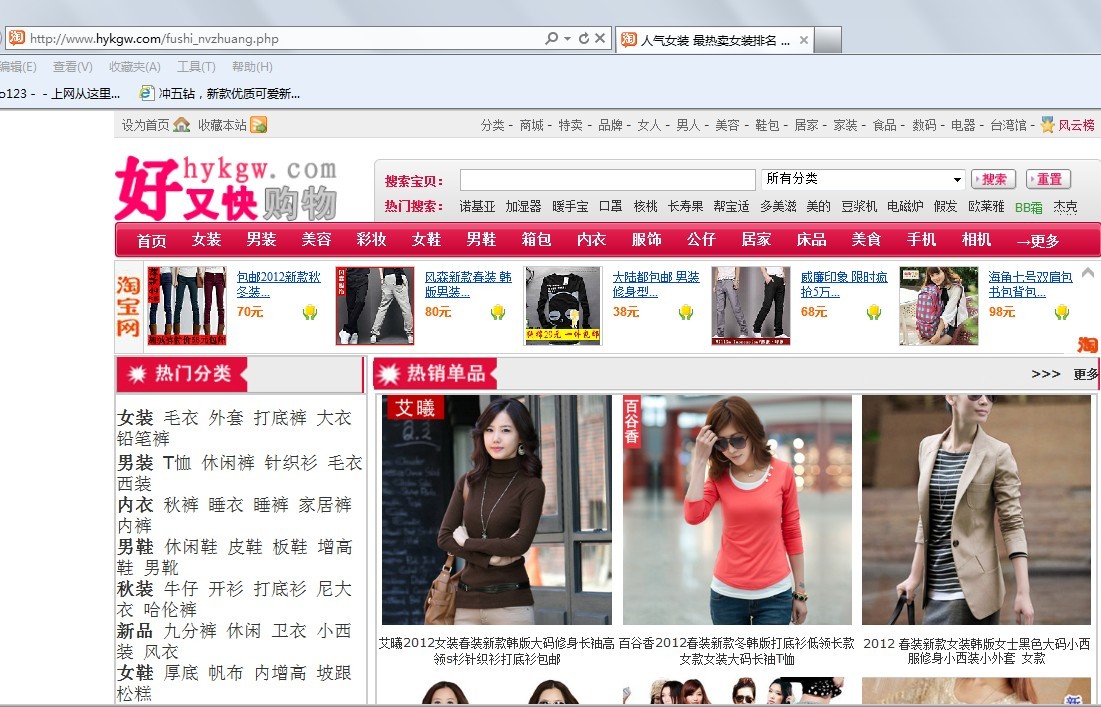 http://www.hykgw.com/fushi_nvzhuang.php
人气女装 最热卖女装排名 ...
编辑(E) 查看(V) 收藏夹(A) 工具(T) 帮助(H)
o123 - - 上网从这里... 冲五钻，新款优质可爱新...
设为首页 收藏本站
分类 - 商城 - 特卖 - 品牌 - 女人 - 男人 - 美容 - 鞋包 - 居家 - 家装 - 食品 - 数码 - 电器 - 台湾馆 - 风云榜
hykgw.com
好又快购物
搜索宝贝： 所有分类 搜索 重置
热门搜索： 诺基亚 加湿器 暖手宝 口罩 核桃 长寿果 帮宝适 多美滋 美的 豆浆机 电磁炉 假发 欧莱雅 BB霜 杰克
首页 女装 男装 美容 彩妆 女鞋 男鞋 箱包 内衣 服饰 公仔 居家 床品 美食 手机 相机 →更多
淘宝网
包邮2012新款秋
冬装...
70元
风森新款春装 韩
版男装...
80元
大陆都包邮 男装
修身型...
38元
威廉印象 限时疯
抢5万...
68元
海角七号双肩包
书包背包...
98元
淘
热门分类
热销单品
>>> 更多
女装 毛衣 外套 打底裤 大衣
铅笔裤
男装 T恤 休闲裤 针织衫 毛衣
西装
内衣 秋裤 睡衣 睡裤 家居裤
内裤
男鞋 休闲鞋 皮鞋 板鞋 增高
鞋 男靴
秋装 牛仔 开衫 打底衫 尼大
衣 哈伦裤
新品 九分裤 休闲 卫衣 小西
装 风衣
女鞋 厚底 帆布 内增高 坡跟
松糕
艾曦
百谷香
艾曦2012女装春装新款韩版大码修身长袖高
领s衫针织衫打底衫包邮
百谷香2012春装新款冬韩版打底衫低领长款
女款女装大码长袖T恤
2012 春装新款女装韩版女士黑色大码小西
服修身小西装小外套 女款
新